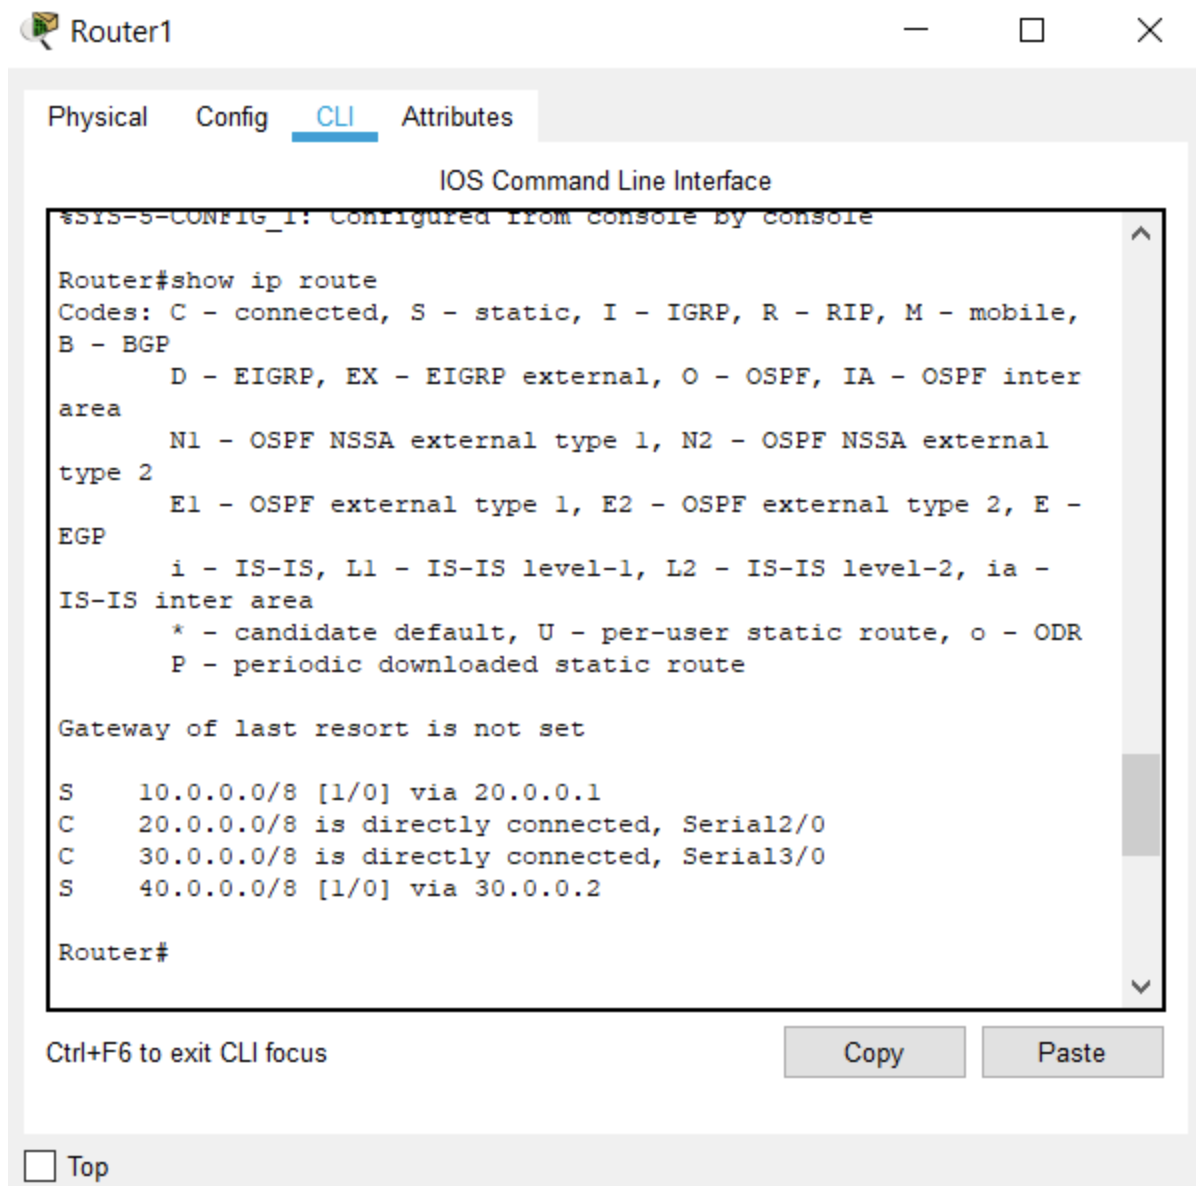 Router1
Physical Config CLI Attributes
IOS Command Line Interface
%SYS-5-CONFIG_I: Configured from console by console
Router#show ip route
Codes: C - connected, S - static, I - IGRP, R - RIP, M - mobile,
B - BGP
D - EIGRP, EX - EIGRP external, O - OSPF, IA - OSPF inter
area
N1 - OSPF NSSA external type 1, N2 - OSPF NSSA external
type 2
E1 - OSPF external type 1, E2 - OSPF external type 2, E -
EGP
i - IS-IS, L1 - IS-IS level-1, L2 - IS-IS level-2, ia -
IS-IS inter area
* - candidate default, U - per-user static route, o - ODR
P - periodic downloaded static route
Gateway of last resort is not set
S 10.0.0.0/8 [1/0] via 20.0.0.1
C 20.0.0.0/8 is directly connected, Serial2/0
C 30.0.0.0/8 is directly connected, Serial3/0
S 40.0.0.0/8 [1/0] via 30.0.0.2
Router#
Ctrl+F6 to exit CLI focus
Copy Paste
Top